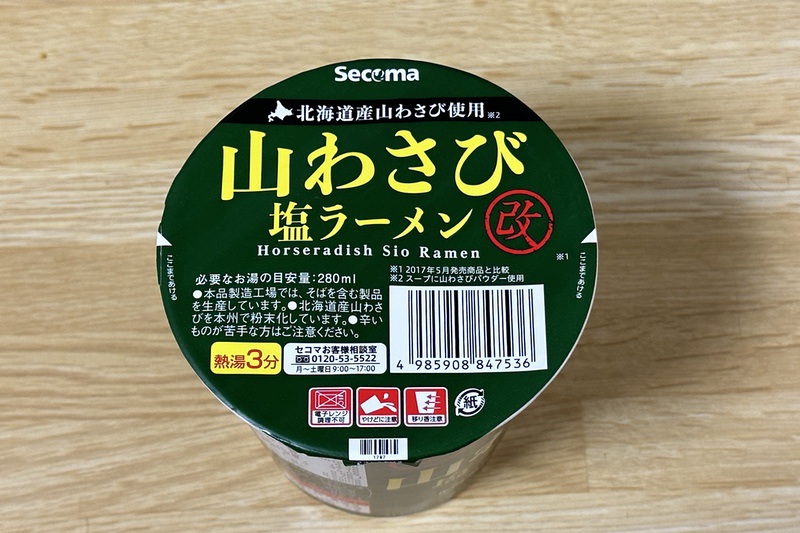 Secoma
北海道産山わさび使用※2
山わさび
塩ラーメン 改
Horseradish Sio Ramen
※1
ここまであける
ここまであける
必要なお湯の目安量:280ml
●本品製造工場では、そばを含む製品
を生産しています。●北海道産山わさ
びを本州で粉末化しています。●辛い
ものが苦手な方はご注意ください。
※1 2017年5月発売商品と比較
※2 スープに山わさびパウダー使用
熱湯3分
セコマお客様相談室
0120-53-5522
月〜土曜日9:00〜17:00
4 985908 847536
電子レンジ
調理不可
やけどに注意
移り香注意
紙
1787